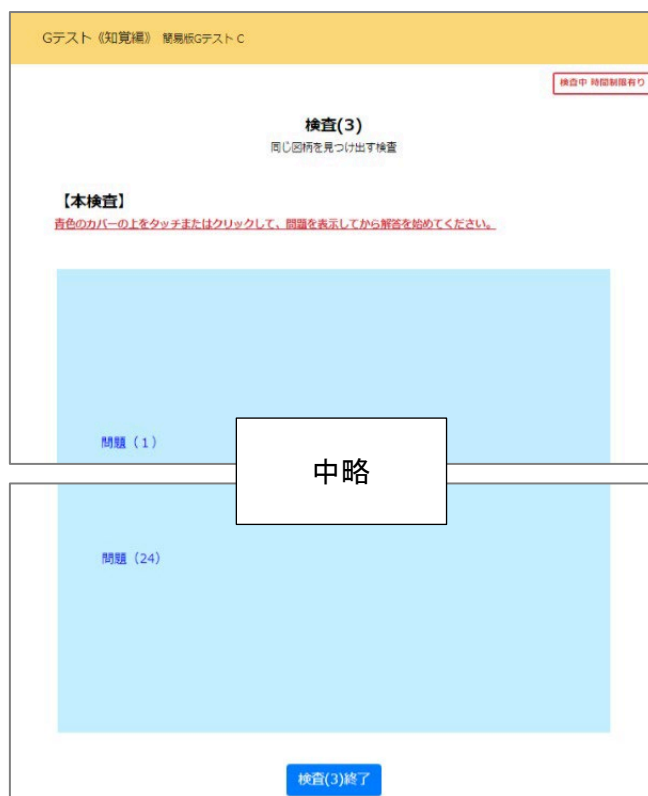 Gテスト《知覚編》 簡易版Gテスト C
検査中 時間制限有り
検査(3)
同じ図柄を見つけ出す検査
【本検査】
青色のカバーの上をタッチまたはクリックして、問題を表示してから解答を始めてください。
問題（1）
中略
問題（24）
検査(3)終了